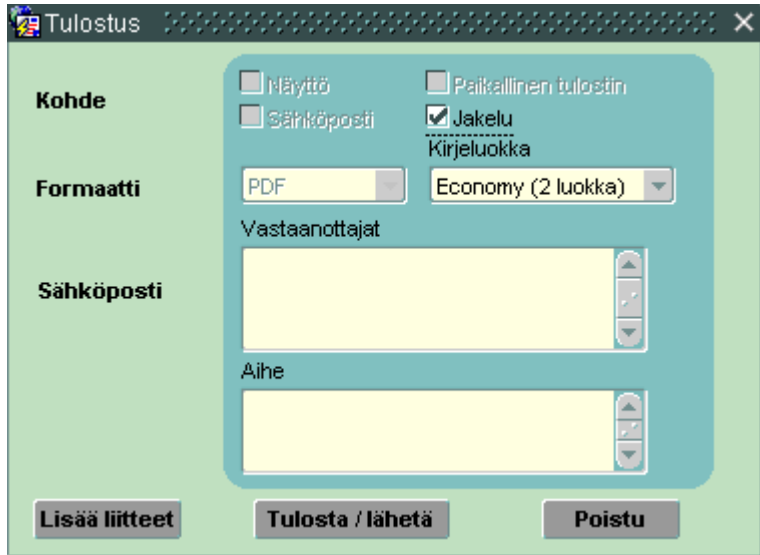 Tulostus
Kohde
Näyttö
Paikallinen tulostin
Sähköposti
Jakelu
Kirjeluokka
Formaatti
PDF
Economy (2 luokka)
Vastaanottajat
Sähköposti
Aihe
Lisää liitteet
Tulosta / lähetä
Poistu